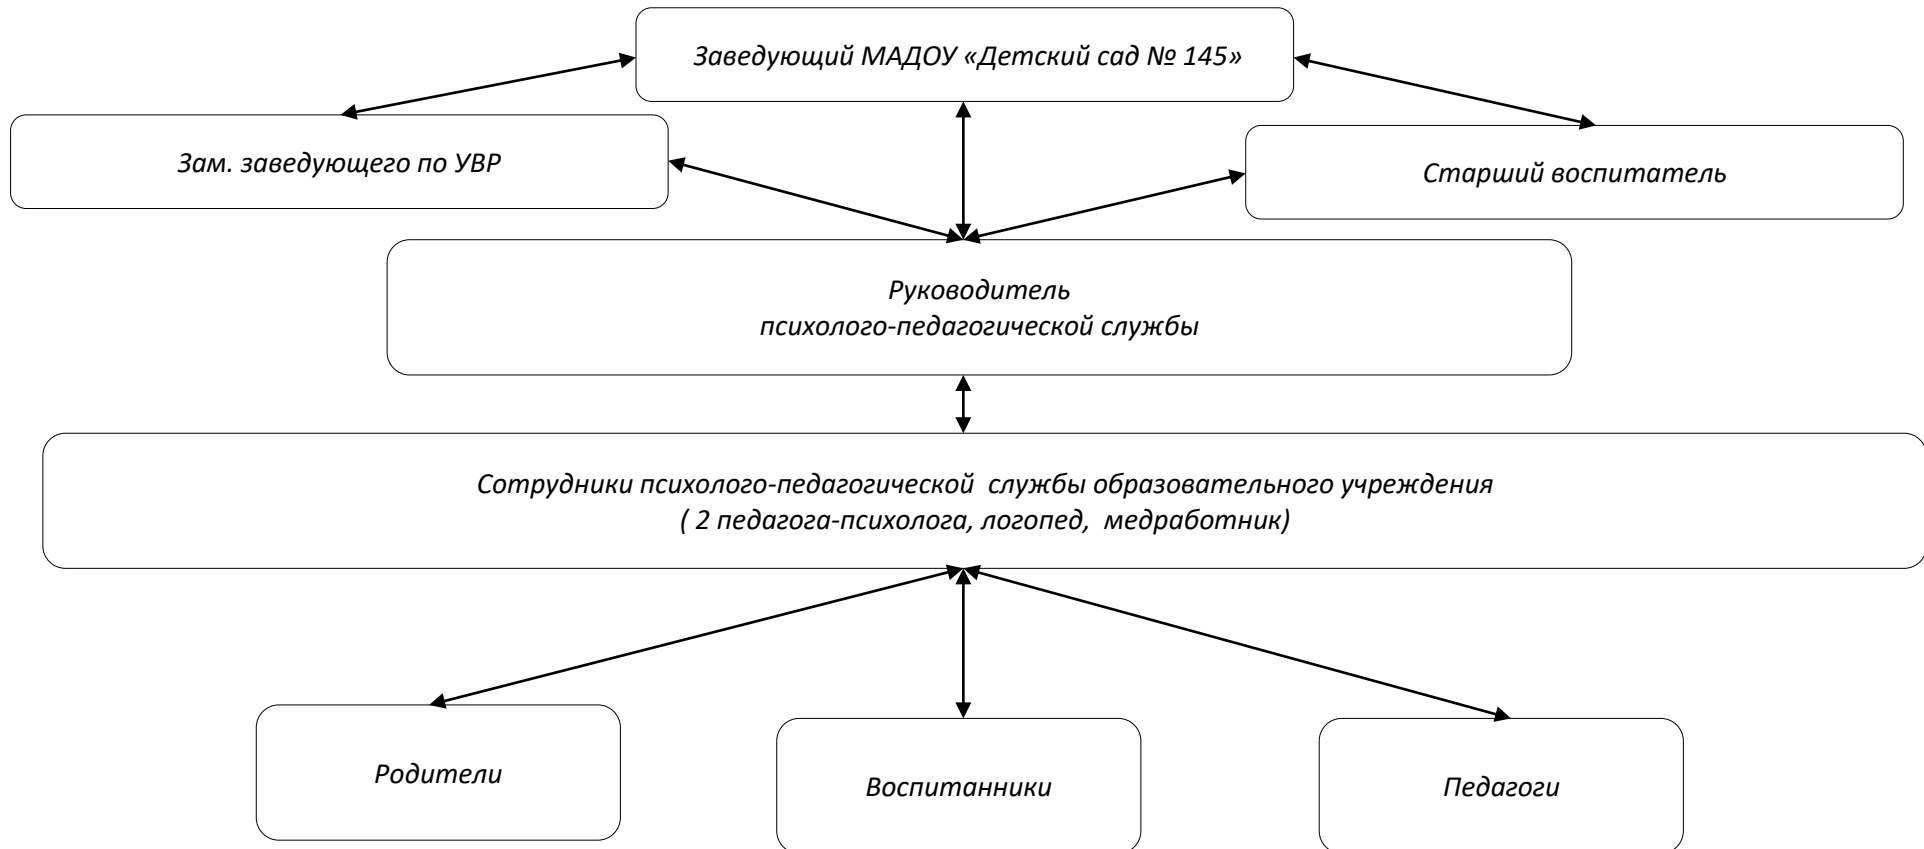 Заведующий МАДОУ «Детский сад № 145»
Зам. заведующего по УВР
Старший воспитатель
Руководитель
психолого-педагогической службы
Сотрудники психолого-педагогической  службы образовательного учреждения
( 2 педагога-психолога, логопед,  медработник)
Родители
Воспитанники
Педагоги